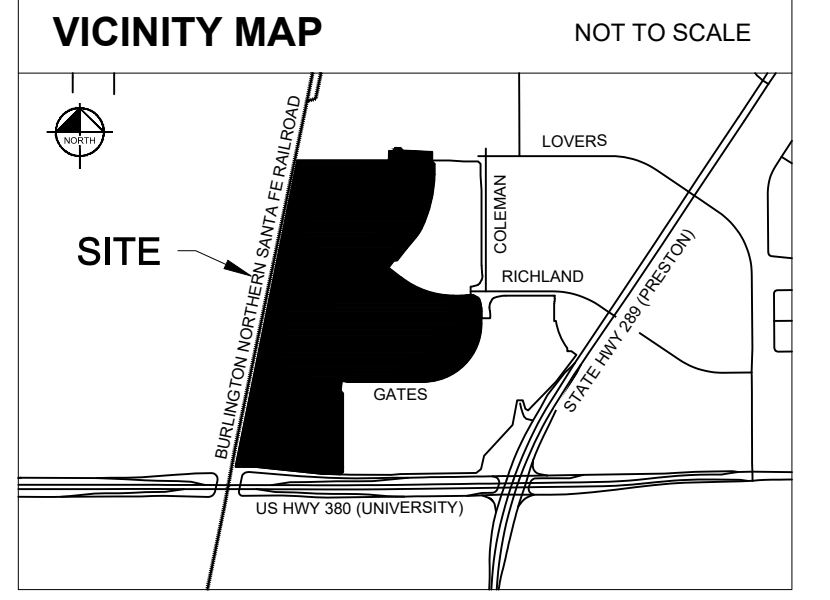 VICINITY MAP
NOT TO SCALE
NORTH
BURLINGTON NORTHERN SANTA FE RAILROAD
LOVERS
COLEMAN
SITE
RICHLAND
STATE HWY 289 (PRESTON)
GATES
US HWY 380 (UNIVERSITY)